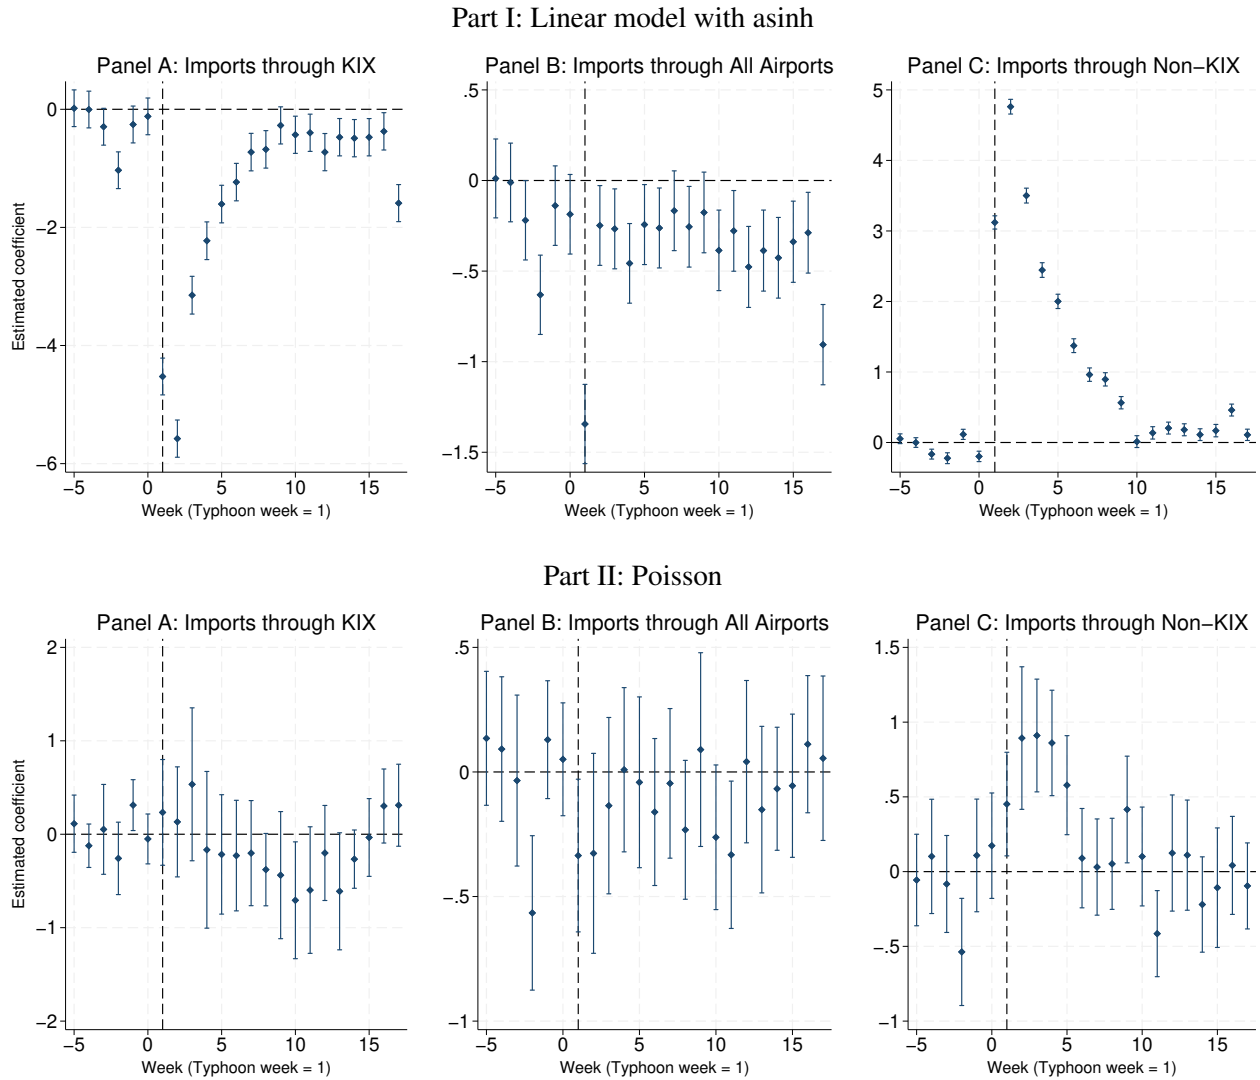 Part I: Linear model with asinh
Panel A: Imports through KIX
Panel B: Imports through All Airports
Panel C: Imports through Non−KIX
Estimated coefficient
0
−2
−4
−6
−5 0 5 10 15
Week (Typhoon week = 1)
.5
0
−.5
−1
−1.5
−5 0 5 10 15
Week (Typhoon week = 1)
5
4
3
2
1
0
−5 0 5 10 15
Week (Typhoon week = 1)
Part II: Poisson
Panel A: Imports through KIX
Panel B: Imports through All Airports
Panel C: Imports through Non−KIX
Estimated coefficient
2
1
0
−1
−2
−5 0 5 10 15
Week (Typhoon week = 1)
.5
0
−.5
−1
−5 0 5 10 15
Week (Typhoon week = 1)
1.5
1
.5
0
−.5
−1
−5 0 5 10 15
Week (Typhoon week = 1)